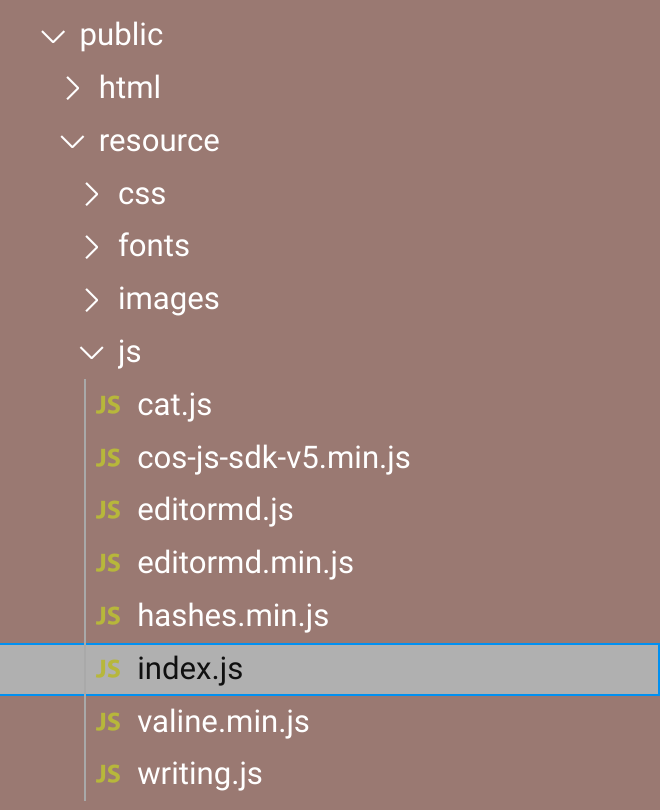 public
html
resource
css
fonts
images
js
JS cat.js
JS cos-js-sdk-v5.min.js
JS editormd.js
JS editormd.min.js
JS hashes.min.js
JS index.js
JS valine.min.js
JS writing.js